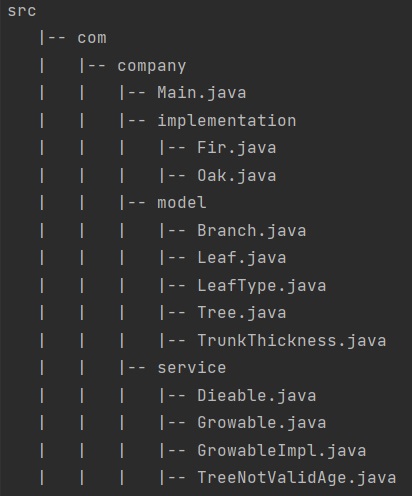 src
   |-- com
   |   |-- company
   |   |   |-- Main.java
   |   |   |-- implementation
   |   |   |   |-- Fir.java
   |   |   |   |-- Oak.java
   |   |   |-- model
   |   |   |   |-- Branch.java
   |   |   |   |-- Leaf.java
   |   |   |   |-- LeafType.java
   |   |   |   |-- Tree.java
   |   |   |   |-- TrunkThickness.java
   |   |   |-- service
   |   |   |   |-- Dieable.java
   |   |   |   |-- Growable.java
   |   |   |   |-- GrowableImpl.java
   |   |   |   |-- TreeNotValidAge.java